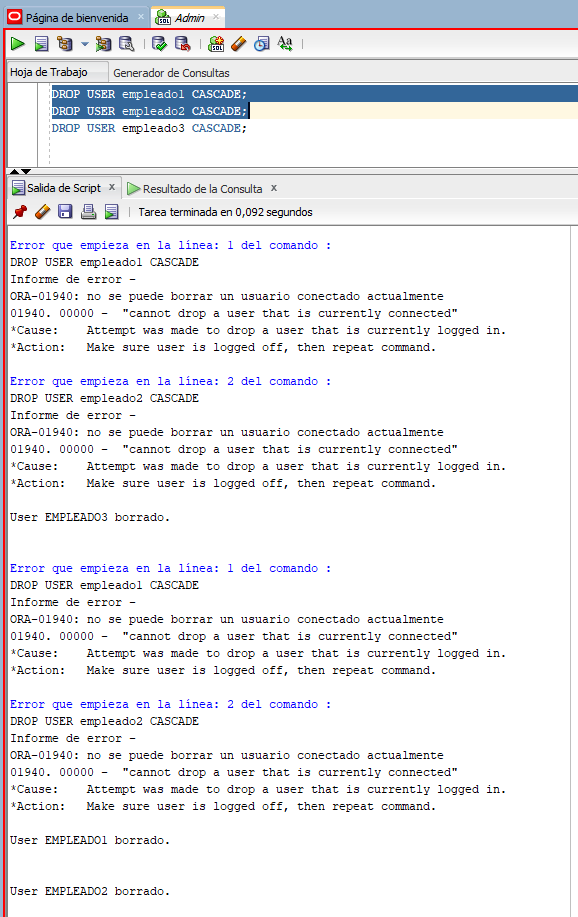 Página de bienvenida
Admin
SQL
SQL
Aa
Hoja de Trabajo
Generador de Consultas
DROP USER empleado1 CASCADE;
DROP USER empleado2 CASCADE;
DROP USER empleado3 CASCADE;
Salida de Script x
Resultado de la Consulta x
Tarea terminada en 0,092 segundos
Error que empieza en la línea: 1 del comando :
DROP USER empleado1 CASCADE
Informe de error -
ORA-01940: no se puede borrar un usuario conectado actualmente
01940. 00000 -  "cannot drop a user that is currently connected"
*Cause:    Attempt was made to drop a user that is currently logged in.
*Action:   Make sure user is logged off, then repeat command.
Error que empieza en la línea: 2 del comando :
DROP USER empleado2 CASCADE
Informe de error -
ORA-01940: no se puede borrar un usuario conectado actualmente
01940. 00000 -  "cannot drop a user that is currently connected"
*Cause:    Attempt was made to drop a user that is currently logged in.
*Action:   Make sure user is logged off, then repeat command.
User EMPLEADO3 borrado.
Error que empieza en la línea: 1 del comando :
DROP USER empleado1 CASCADE
Informe de error -
ORA-01940: no se puede borrar un usuario conectado actualmente
01940. 00000 -  "cannot drop a user that is currently connected"
*Cause:    Attempt was made to drop a user that is currently logged in.
*Action:   Make sure user is logged off, then repeat command.
Error que empieza en la línea: 2 del comando :
DROP USER empleado2 CASCADE
Informe de error -
ORA-01940: no se puede borrar un usuario conectado actualmente
01940. 00000 -  "cannot drop a user that is currently connected"
*Cause:    Attempt was made to drop a user that is currently logged in.
*Action:   Make sure user is logged off, then repeat command.
User EMPLEADO1 borrado.
User EMPLEADO2 borrado.